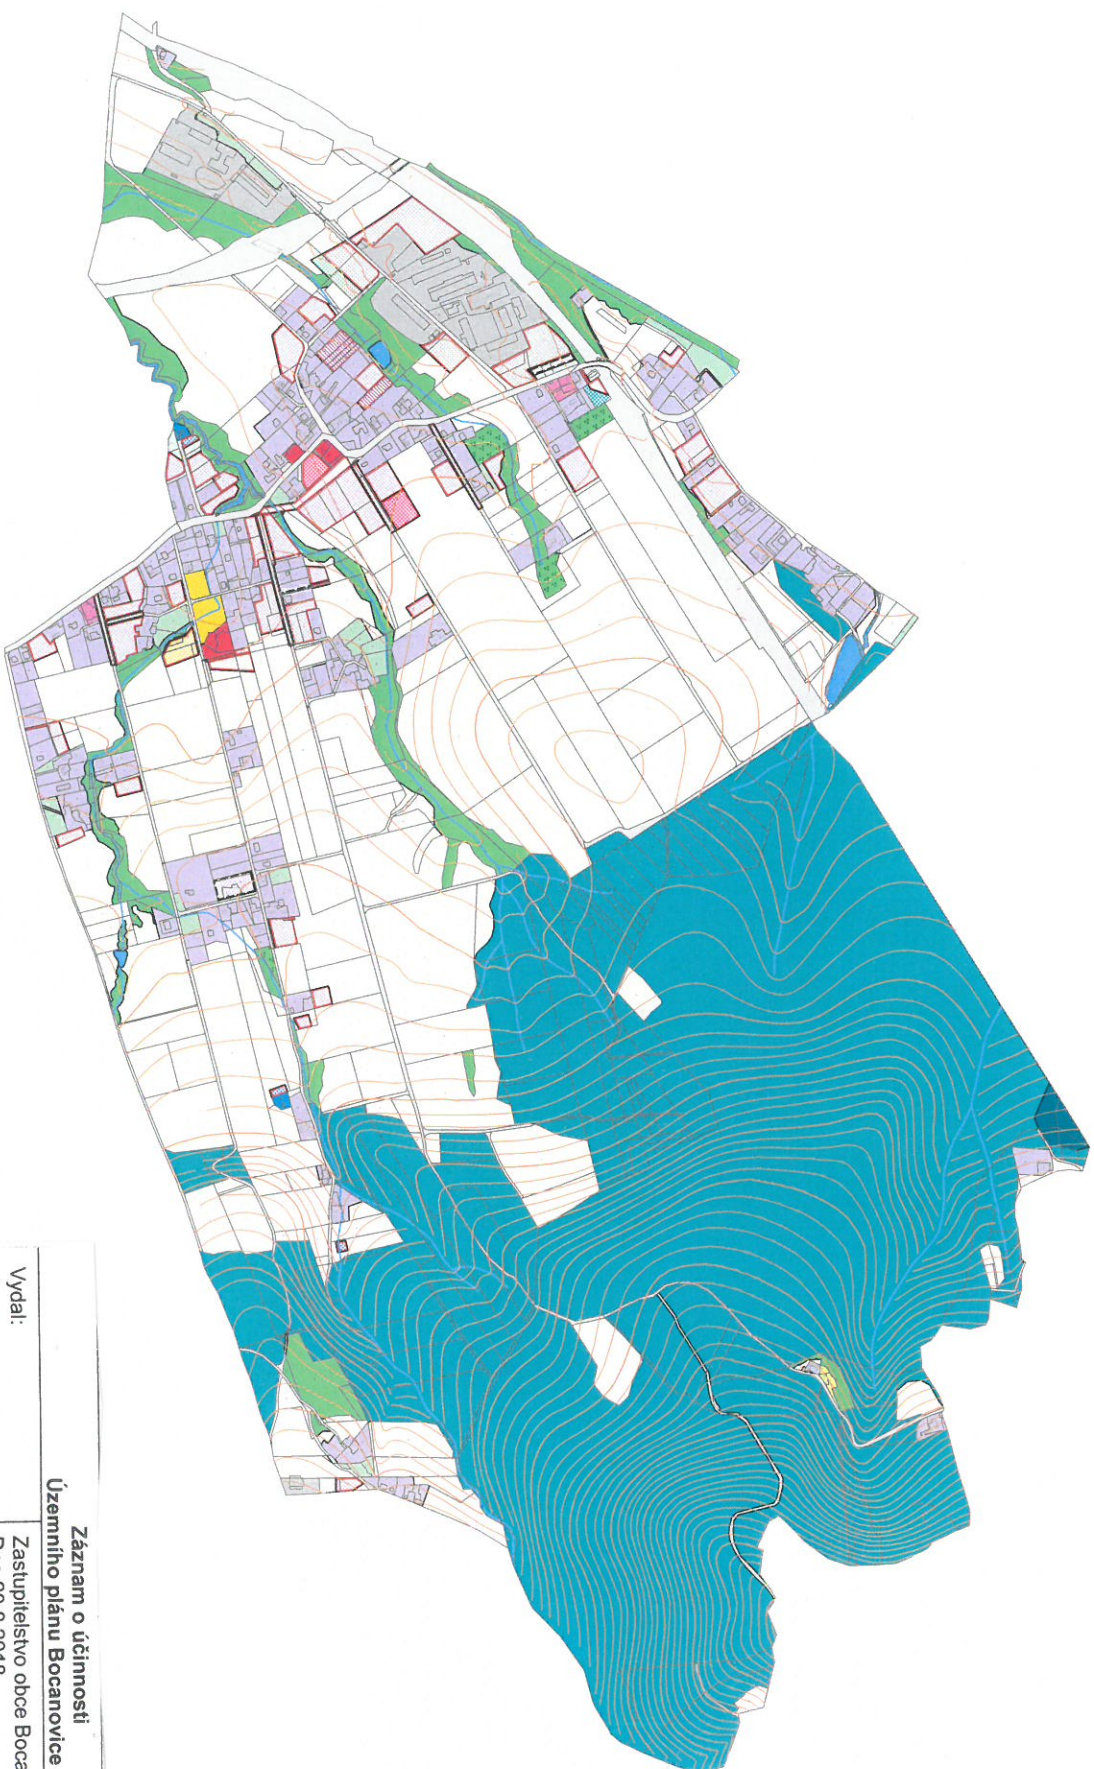 Záznam o účinnosti
Územního plánu Bocanovice
Vydal:
Zastupitelstvo obce Boca